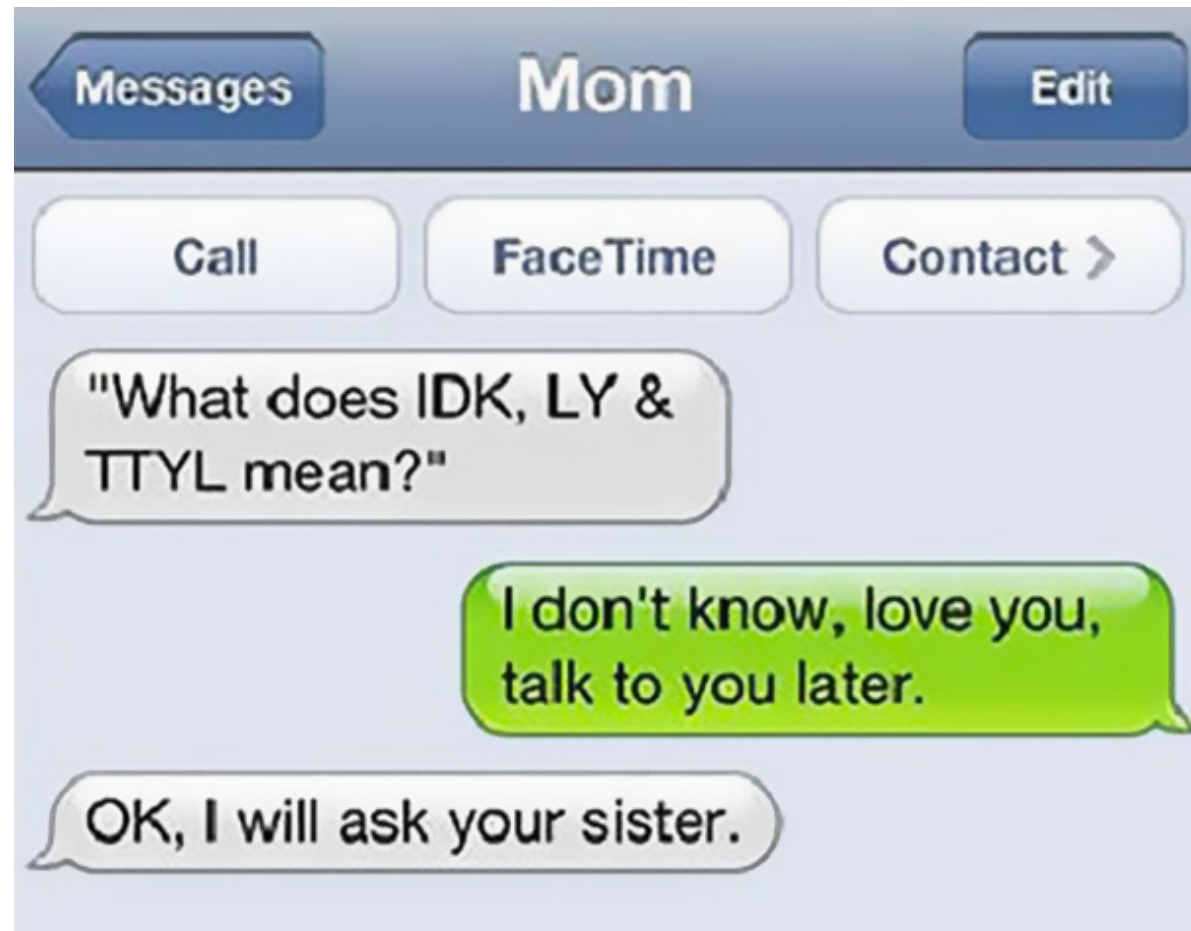 Messages Mom Edit
Call FaceTime Contact >
"What does IDK, LY &
TTYL mean?"
I don't know, love you,
talk to you later.
OK, I will ask your sister.